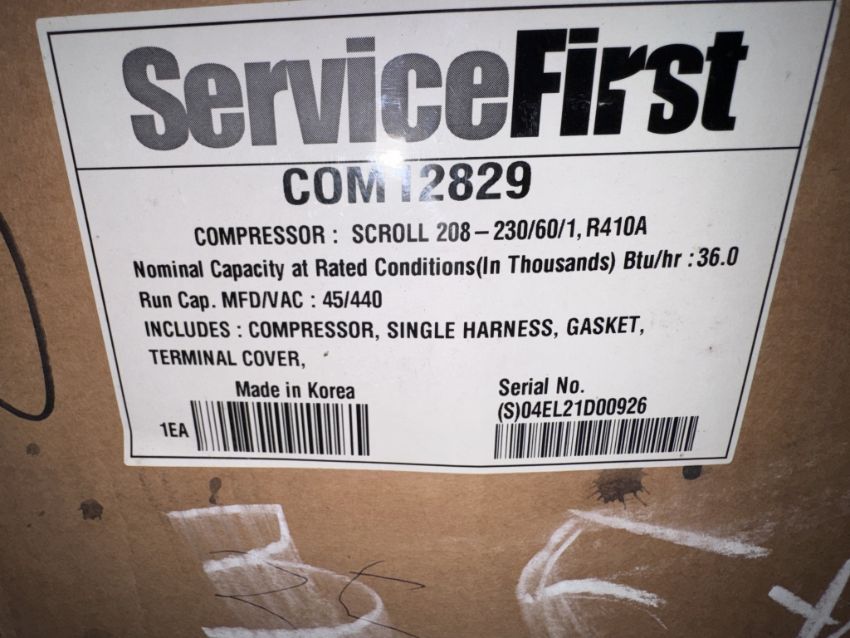 ServiceFirst
COM12829
COMPRESSOR : SCROLL 208-230/60/1, R410A
Nominal Capacity at Rated Conditions(In Thousands) Btu/hr : 36.0
Run Cap. MFD/VAC : 45/440
INCLUDES : COMPRESSOR, SINGLE HARNESS, GASKET,
TERMINAL COVER,
Made in Korea
Serial No.
(S)04EL21D00926
1EA